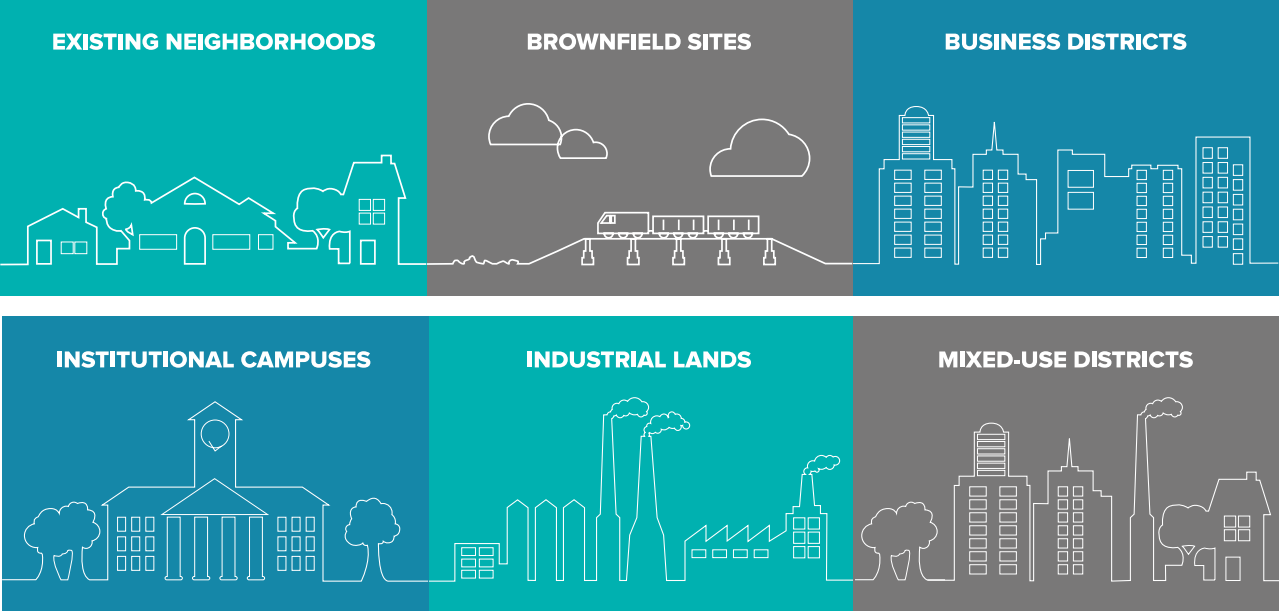 EXISTING NEIGHBORHOODS
BROWNFIELD SITES
BUSINESS DISTRICTS
INSTITUTIONAL CAMPUSES
INDUSTRIAL LANDS
MIXED-USE DISTRICTS